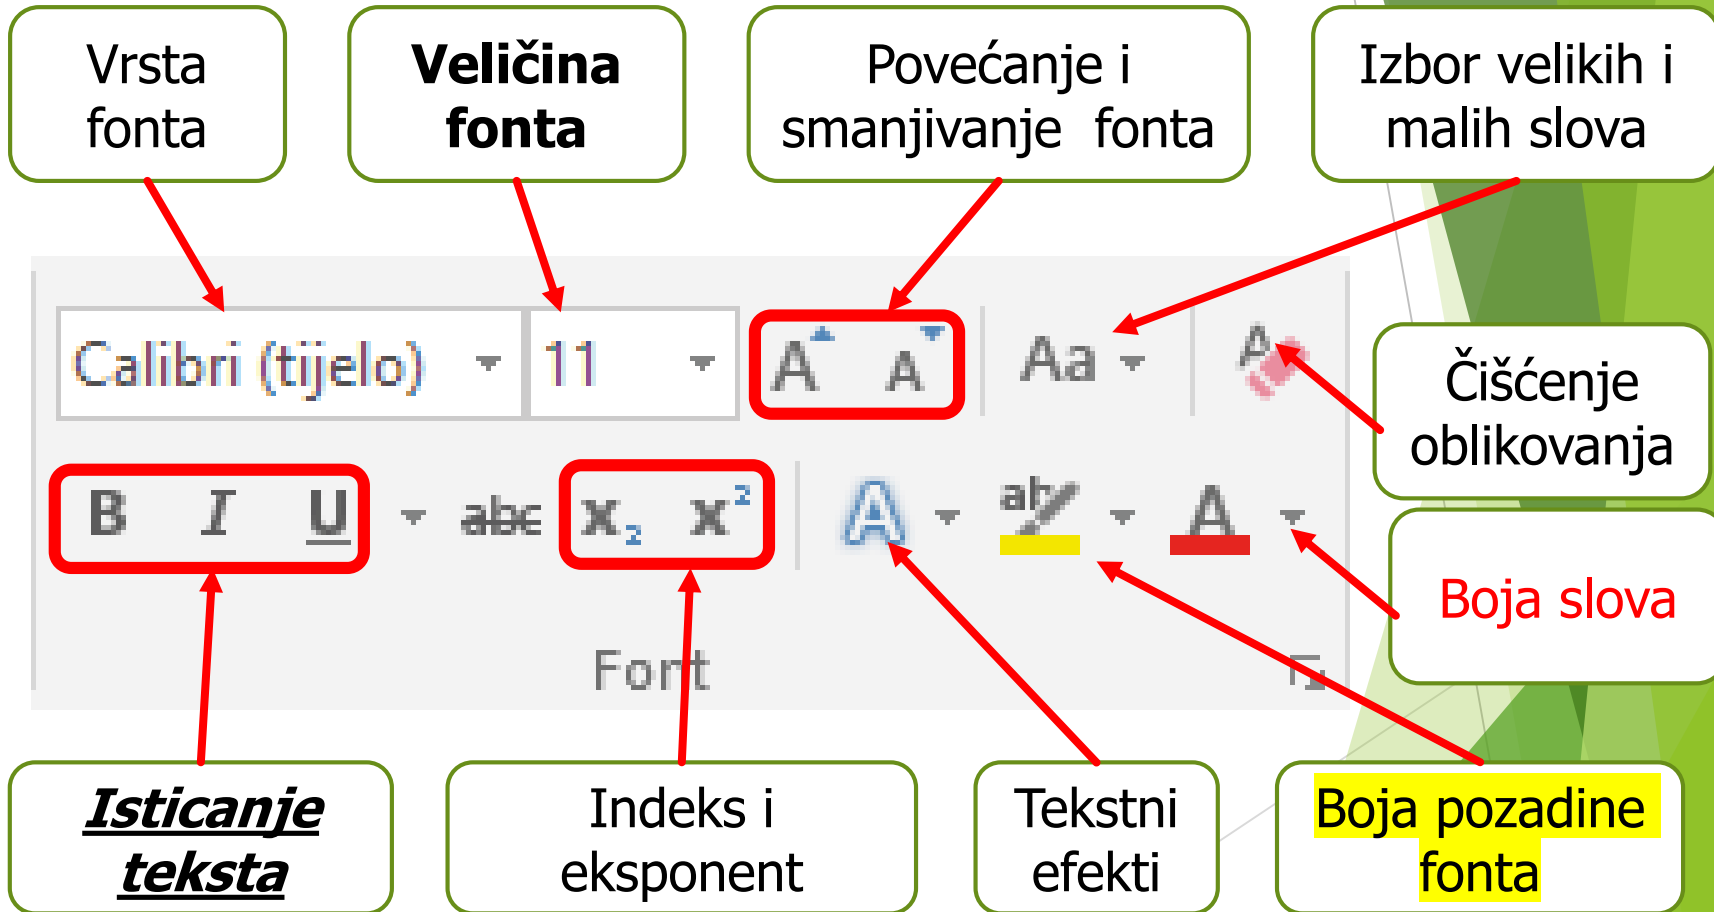 Vrsta
fonta
Veličina
fonta
Povećanje i
smanjivanje fonta
Izbor velikih i
malih slova
Calibri (tijelo)
11
A A
Aa
A
Čišćenje
oblikovanja
B I U
abc
x₂ x²
A
ab
A
Boja slova
Font
Isticanje
teksta
Indeks i
eksponent
Tekstni
efekti
Boja pozadine
fonta